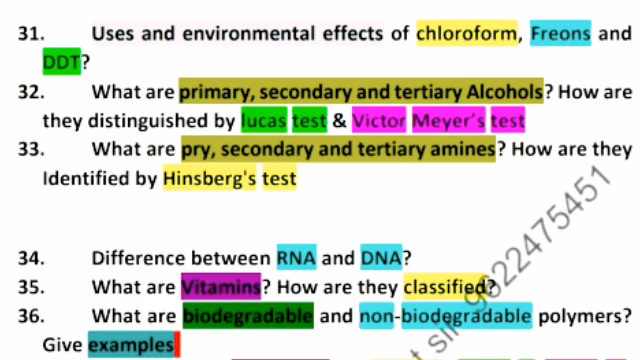 31. Uses and environmental effects of chloroform, Freons and
DDT?
32. What are primary, secondary and tertiary Alcohols? How are
they distinguished by lucas test & Victor Meyer's test
33. What are pry, secondary and tertiary amines? How are they
Identified by Hinsberg's test
34. Difference between RNA and DNA?
35. What are Vitamins? How are they classified?
36. What are biodegradable and non-biodegradable polymers?
Give examples
t sir 9622475451